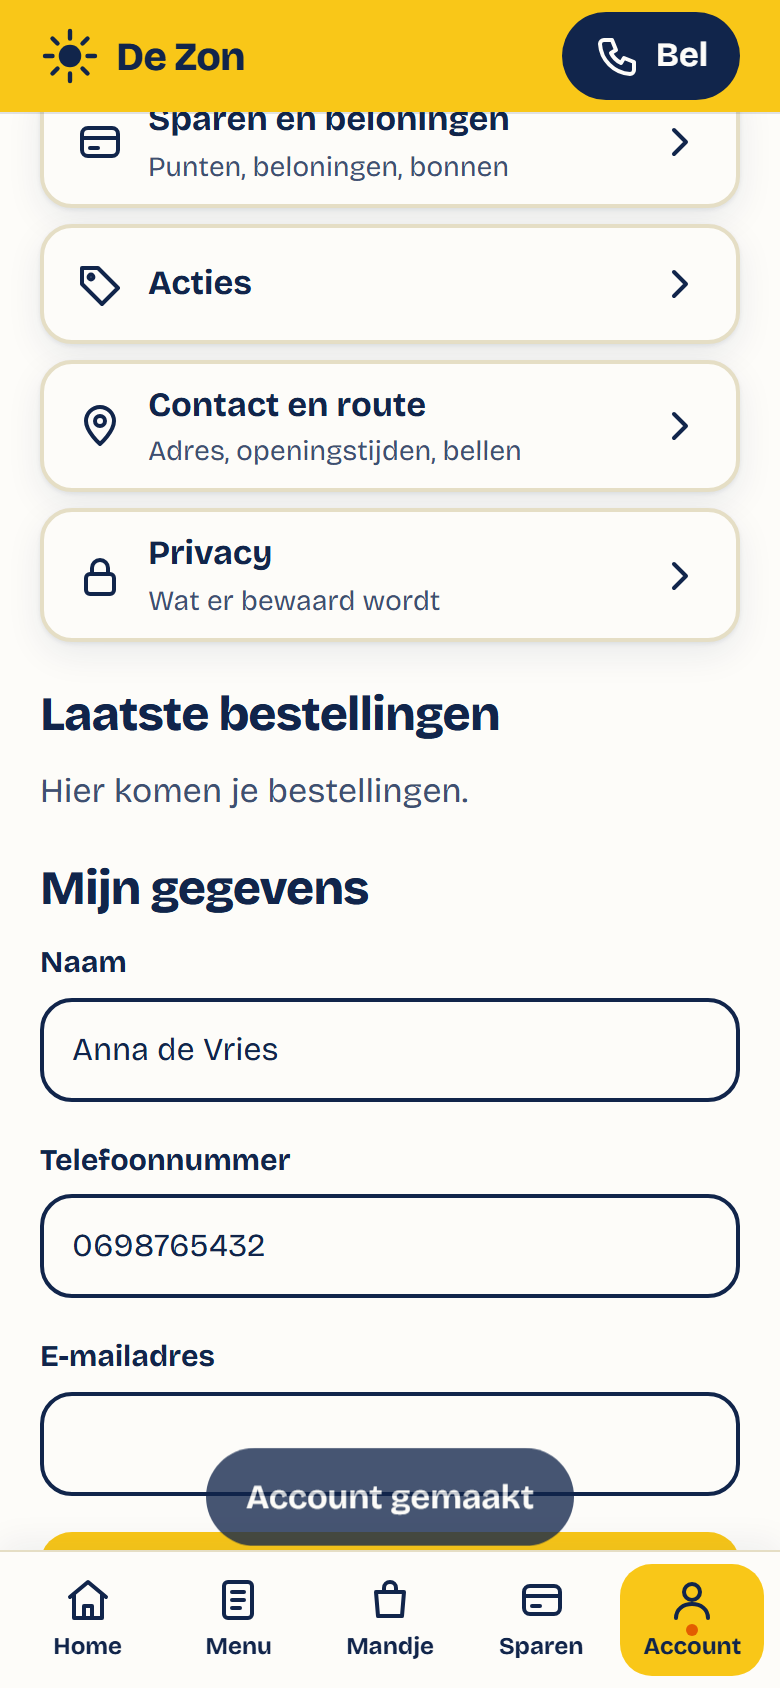 De Zon
Bel
Sparen en beloningen
Punten, beloningen, bonnen
Acties
Contact en route
Adres, openingstijden, bellen
Privacy
Wat er bewaard wordt
Laatste bestellingen
Hier komen je bestellingen.
Mijn gegevens
Naam
Anna de Vries
Telefoonnummer
0698765432
E-mailadres
Account gemaakt
Home
Menu
Mandje
Sparen
Account